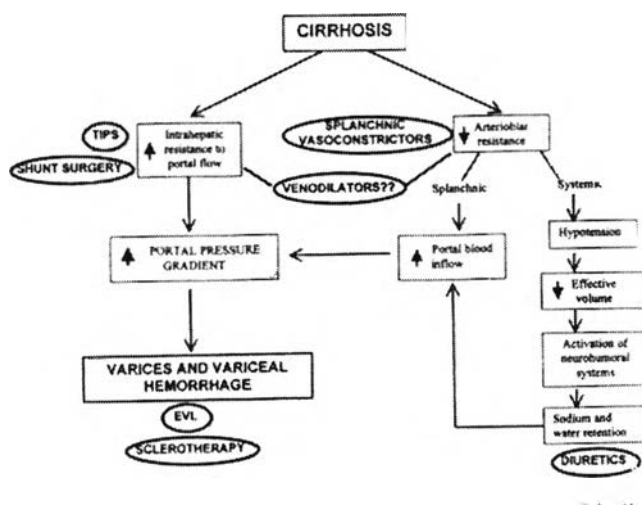 CIRRHOSIS
TIPS
SHUNT SURGERY
Intrahepatic
resistance to
portal flow
SPLANCHNIC
VASOCONSTRICTORS
Arteriolar
resistance
VENODILATORS??
Splanchnic
Systems.
Hypotension
PORTAL PRESSURE
GRADIENT
Portal blood
inflow
Effective
volume
Activation of
neurohumoral
systems
VARICES AND VARICEAL
HEMORRHAGE
EVL
SCLEROTHERAPY
Sodium and
water retention
DIURETICS